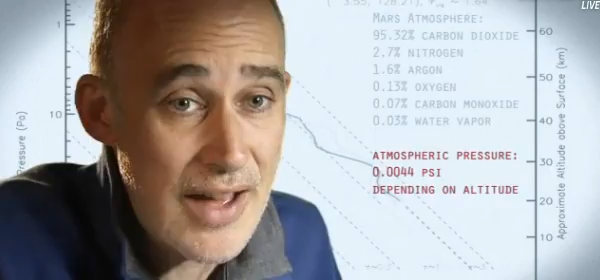 LIVE
MARS ATMOSPHERE:
95.32% CARBON DIOXIDE
2.7% NITROGEN
1.6% ARGON
0.13% OXYGEN
0.07% CARBON MONOXIDE
0.03% WATER VAPOR
ATMOSPHERIC PRESSURE:
0.0044 PSI
DEPENDING ON ALTITUDE
10
Pressure (Pa)
60
50
40
30
20
10
Approximate Altitude above Surface (km)